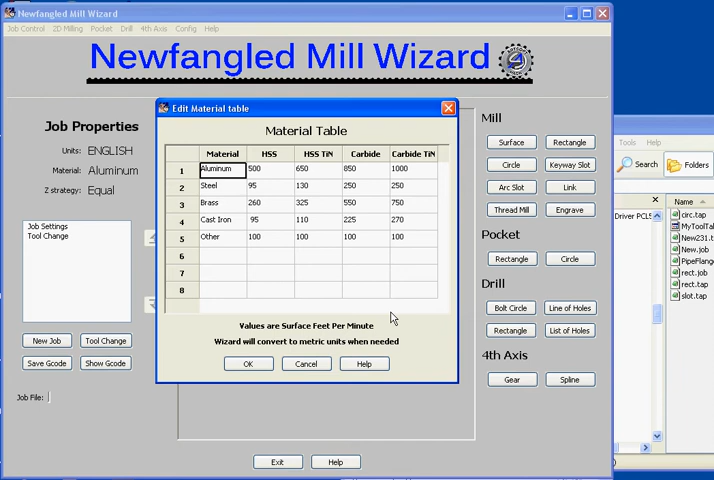 Newfangled Mill Wizard
Job Control 2D Milling Pocket Drill 4th Axis Config Help
Newfangled Mill Wizard
Job Properties
Units: ENGLISH
Material: ALUMINUM
Z strategy: Equal
Job Settings
Tool Change
New Job Tool Change
Save Gcode Show Gcode
Job File:
Edit Material table
Material Table
Material HSS HSS TiN Carbide Carbide TiN
1 Aluminum 500 650 850 1000
2 Steel 95 130 250 250
3 Brass 260 325 550 750
4 Cast Iron 95 110 225 270
5 Other 100 100 100 100
6
7
8
Values are Surface Feet Per Minute
Wizard will convert to metric units when needed
OK Cancel Help
Mill
Surface Rectangle
Circle Keyway Slot
Arc Slot Link
Thread Mill Engrave
Pocket
Rectangle Circle
Drill
Bolt Circle Line of Holes
Rectangle List of Holes
4th Axis
Gear Spline
Exit Help
Tools Help
Search Folders
Name
Driver PCL5
circ.tap
MyToolTab
New231.t
New.job
PipeFlange
rect.job
rect.tap
slot.tap